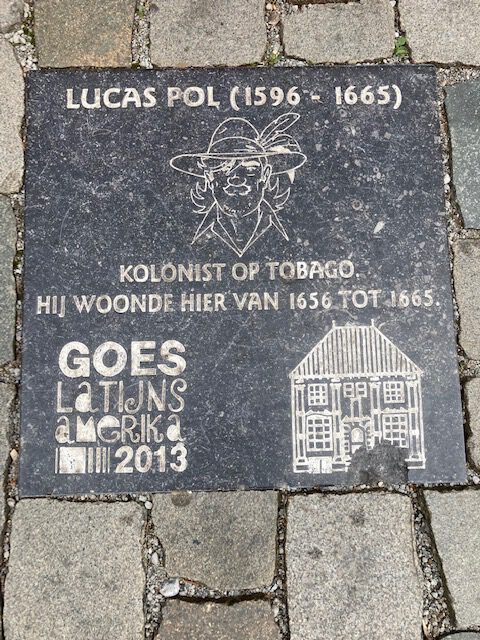 LUCAS POL (1596 - 1665)
KOLONIST OP TOBAGO.
HIJ WOONDE HIER VAN 1656 TOT 1665.
GOES
LATIJNS
AMERIKA
2013